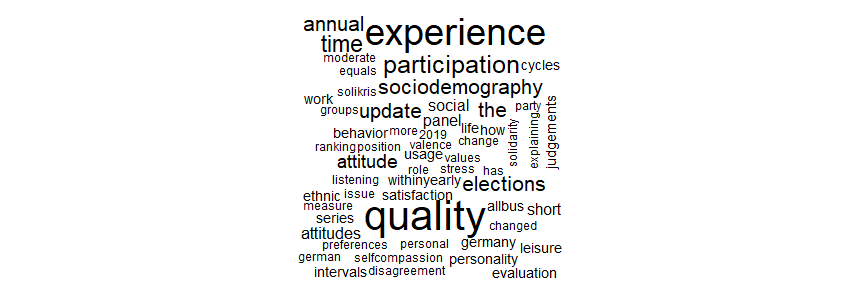 annual
experience
time
moderate
equals
participation
cycles
solikris
sociodemography
work
groups
update
social
the
party
panel
behavior
more
2019
life
how
solidarity
explaining
judgements
ranking
position
valence
change
attitude
usage
values
role
stress
has
listening
withinyearly
elections
ethnic
issue
satisfaction
measure
quality
allbus
short
series
changed
attitudes
preferences
personal
germany
leisure
german
selfcompassion
personality
intervals
disagreement
evaluation